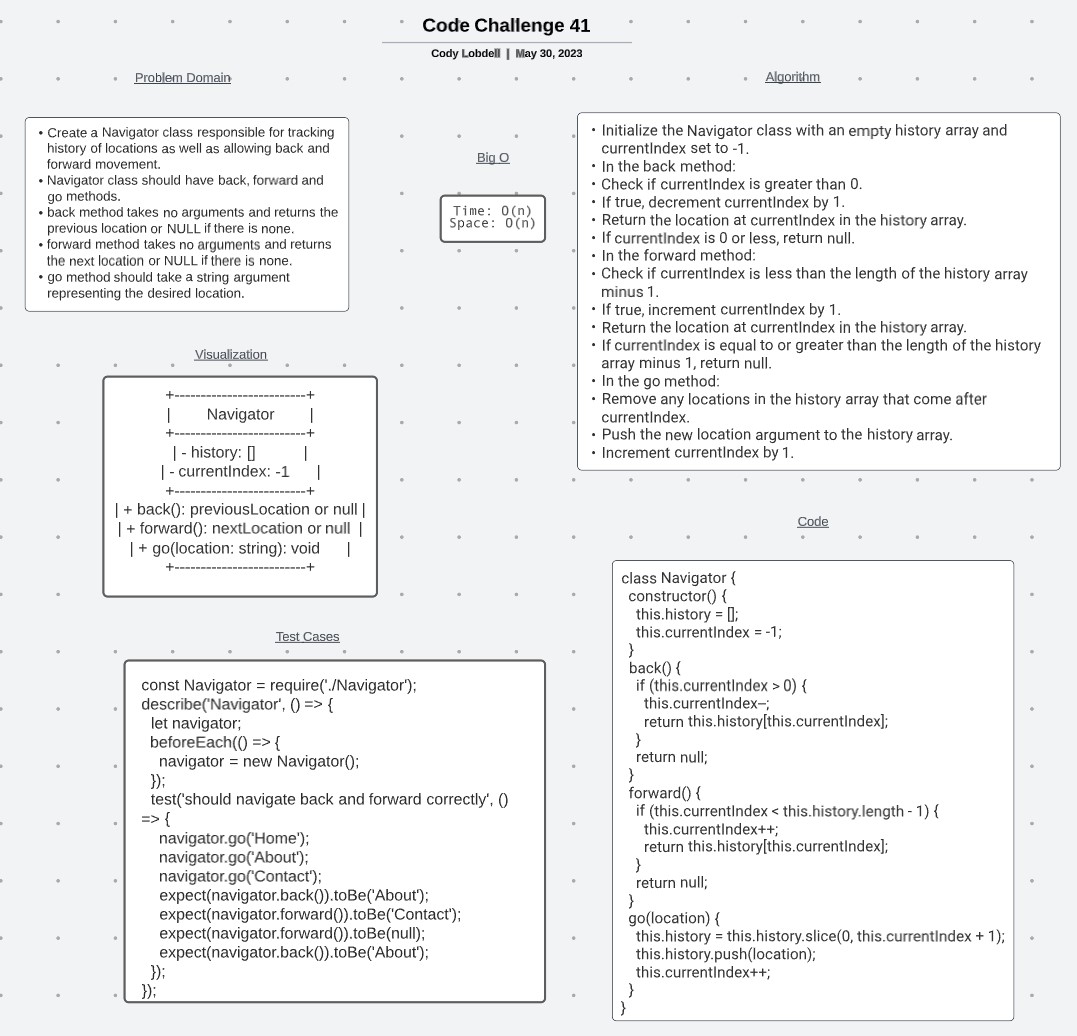 Code Challenge 41
Cody Lobdell | May 30, 2023
Problem Domain
• Create a Navigator class responsible for tracking
history of locations as well as allowing back and
forward movement.
• Navigator class should have back, forward and
go methods.
• back method takes no arguments and returns the
previous location or NULL if there is none.
• forward method takes no arguments and returns
the next location or NULL if there is none.
• go method should take a string argument
representing the desired location.
Big O
Time: O(n)
Space: O(n)
Algorithm
• Initialize the Navigator class with an empty history array and
currentIndex set to -1.
• In the back method:
• Check if currentIndex is greater than 0.
• If true, decrement currentIndex by 1.
• Return the location at currentIndex in the history array.
• If currentIndex is 0 or less, return null.
• In the forward method:
• Check if currentIndex is less than the length of the history array
minus 1.
• If true, increment currentIndex by 1.
• Return the location at currentIndex in the history array.
• If currentIndex is equal to or greater than the length of the history
array minus 1, return null.
• In the go method:
• Remove any locations in the history array that come after
currentIndex.
• Push the new location argument to the history array.
• Increment currentIndex by 1.
Visualization
+-------------------------+
| Navigator |
+-------------------------+
| - history: [] |
| - currentIndex: -1 |
+-------------------------+
| + back(): previousLocation or null |
| + forward(): nextLocation or null |
| + go(location: string): void |
+-------------------------+
Test Cases
const Navigator = require('./Navigator');
describe('Navigator', () => {
let navigator;
beforeEach(() => {
navigator = new Navigator();
});
test('should navigate back and forward correctly', ()
=> {
navigator.go('Home');
navigator.go('About');
navigator.go('Contact');
expect(navigator.back()).toBe('About');
expect(navigator.forward()).toBe('Contact');
expect(navigator.forward()).toBe(null);
expect(navigator.back()).toBe('About');
});
});
Code
class Navigator {
constructor() {
this.history = [];
this.currentIndex = -1;
}
back() {
if (this.currentIndex > 0) {
this.currentIndex–;
return this.history[this.currentIndex];
}
return null;
}
forward() {
if (this.currentIndex < this.history.length - 1) {
this.currentIndex++;
return this.history[this.currentIndex];
}
return null;
}
go(location) {
this.history = this.history.slice(0, this.currentIndex + 1);
this.history.push(location);
this.currentIndex++;
}
}